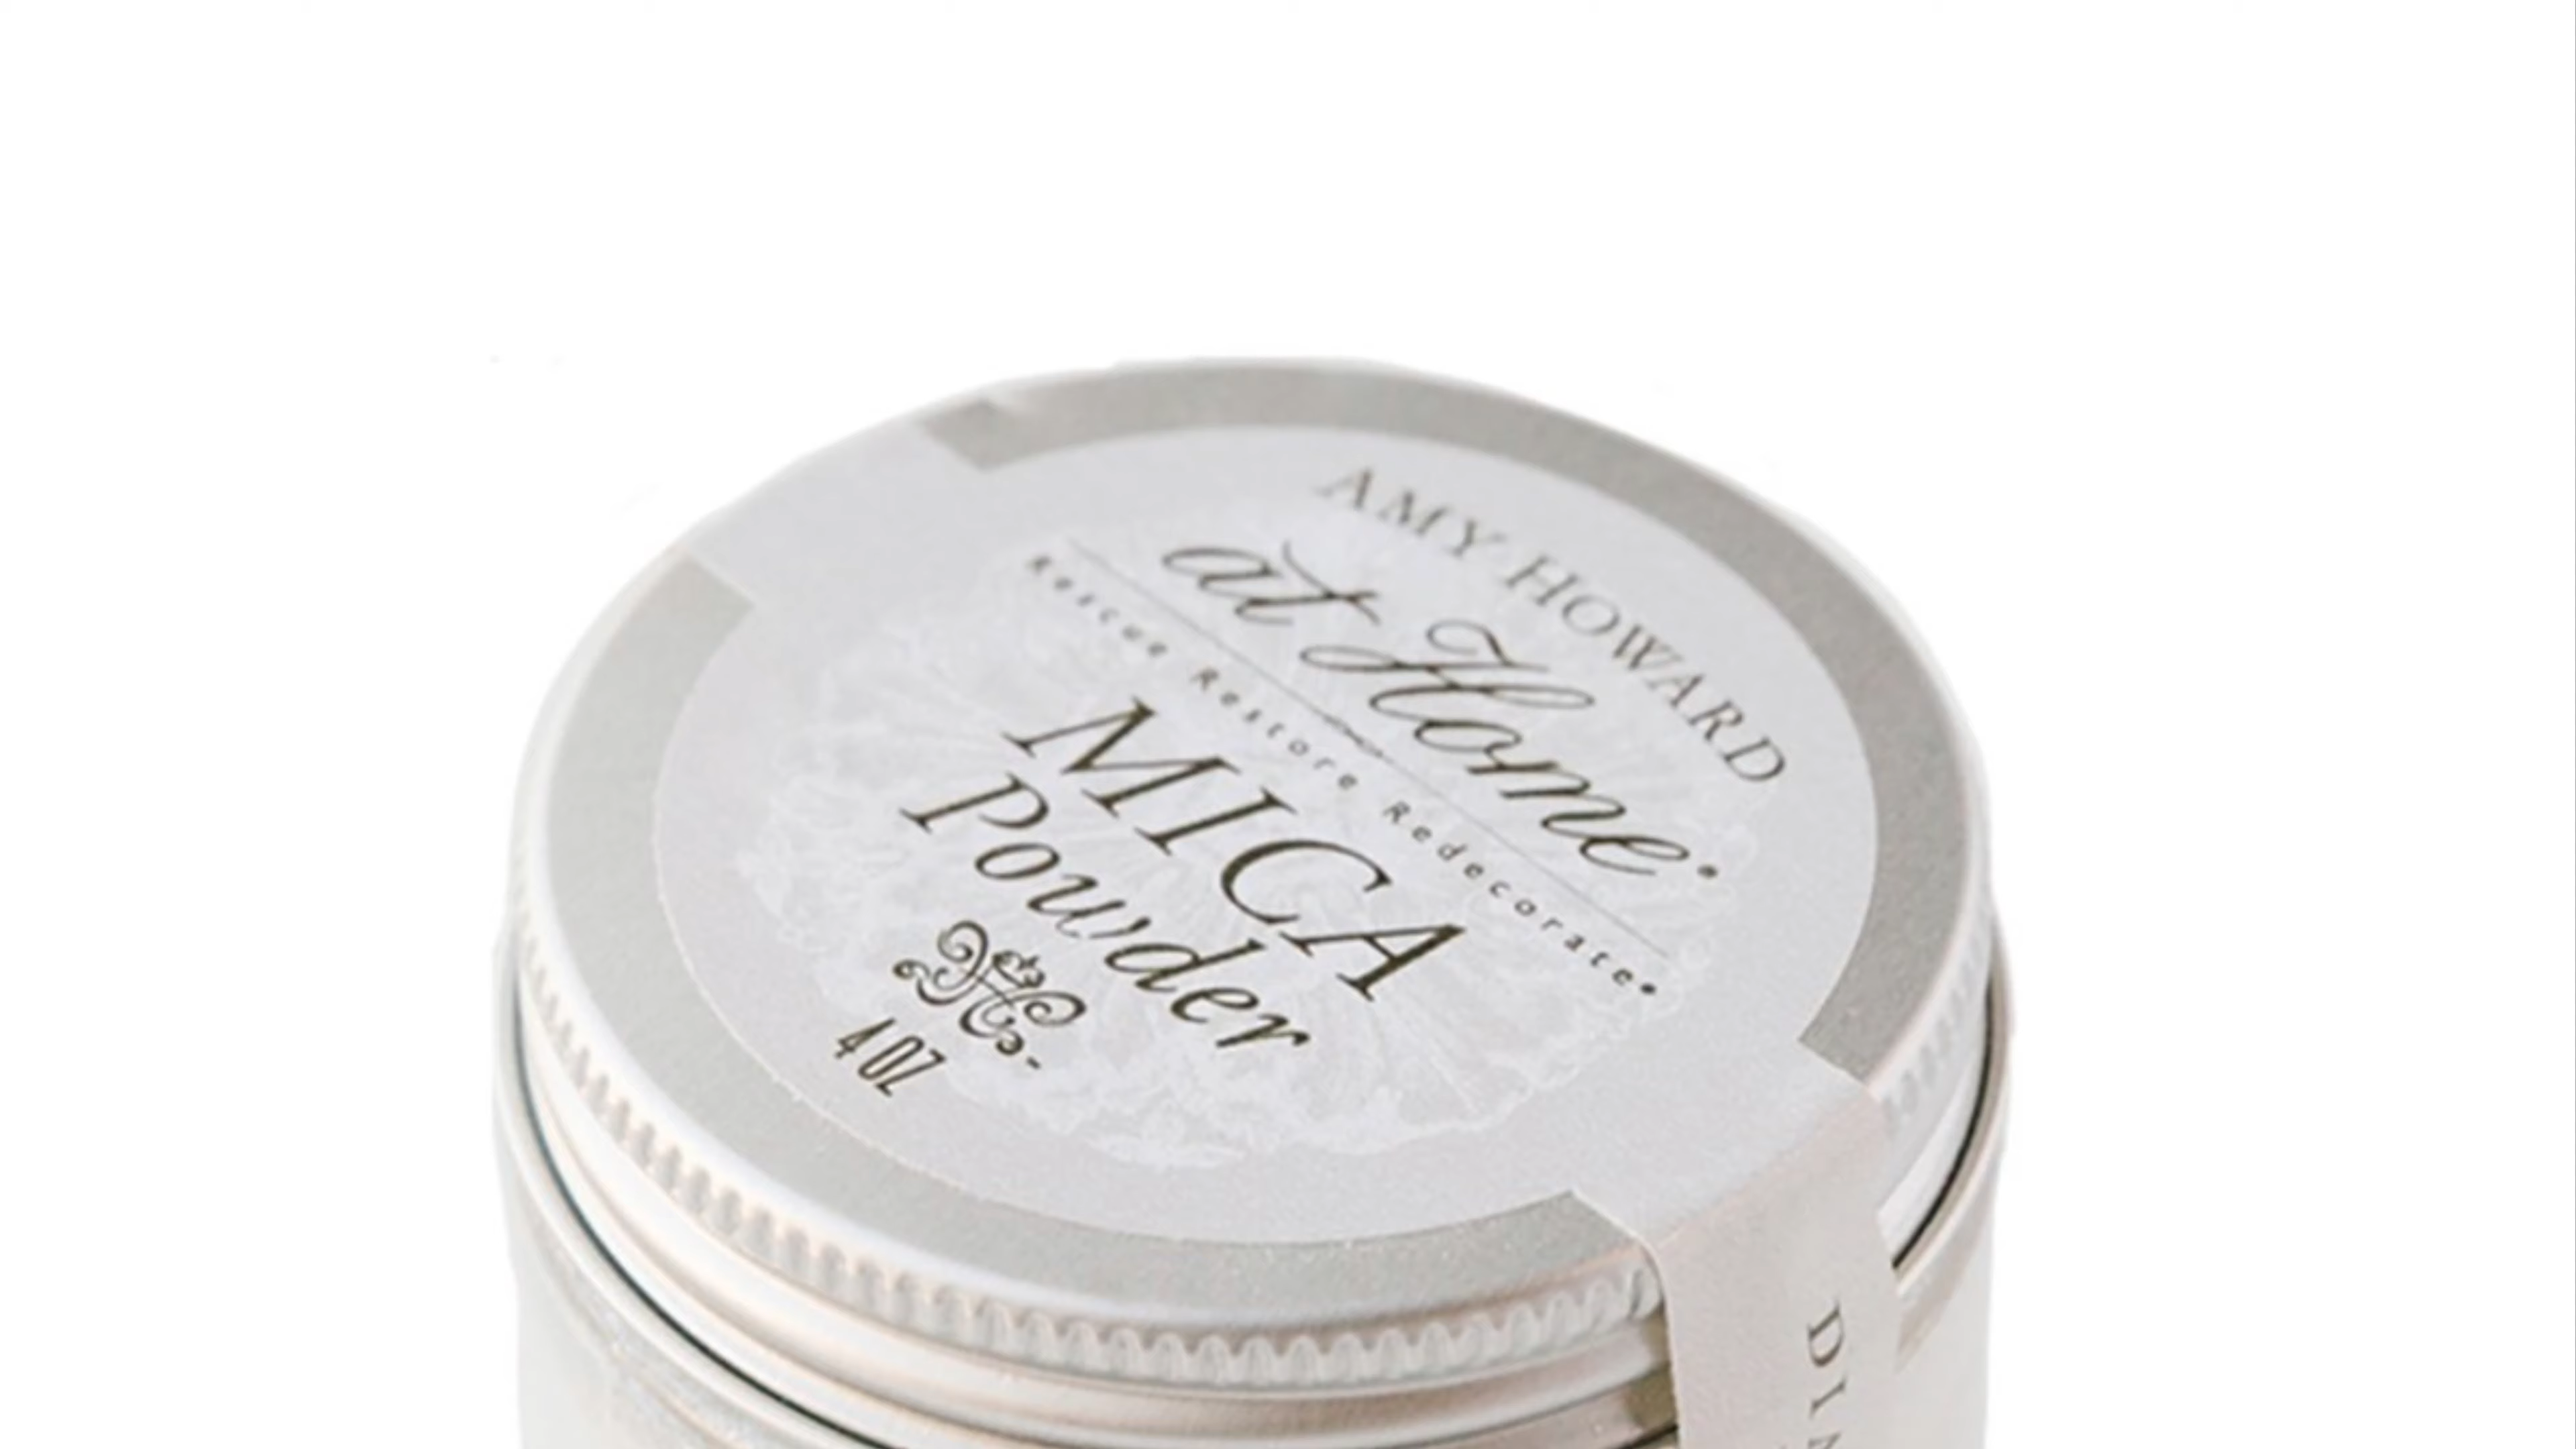 AMY HOWARD
at Home®
Rescue Restore Redecorate®
MICA
Powder
4 OZ